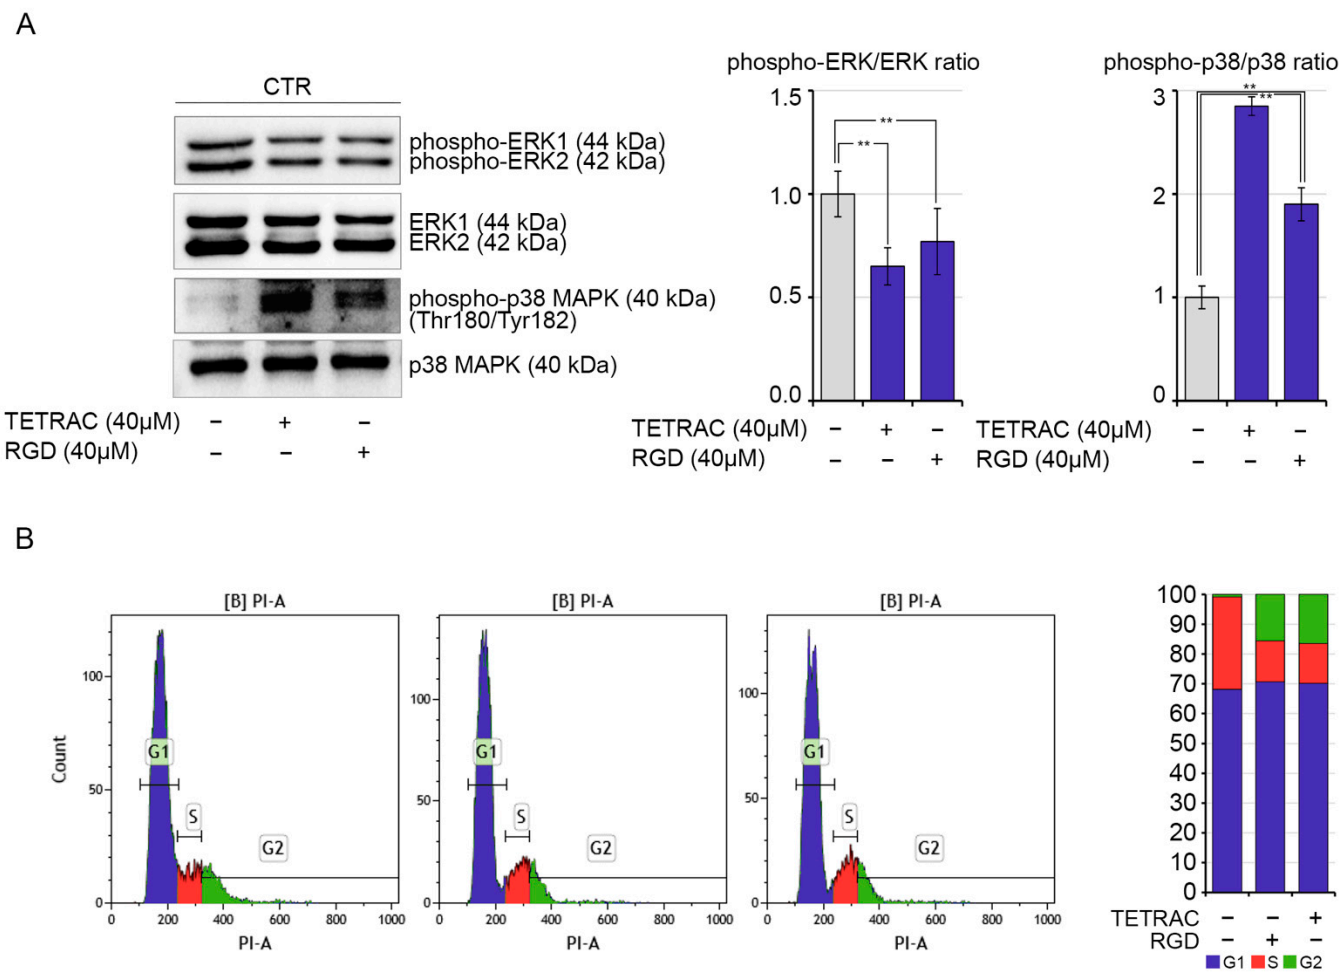 A
CTR
phospho-ERK1 (44 kDa)
phospho-ERK2 (42 kDa)
ERK1 (44 kDa)
ERK2 (42 kDa)
phospho-p38 MAPK (40 kDa)
(Thr180/Tyr182)
p38 MAPK (40 kDa)
TETRAC (40µM) – + –
RGD (40µM) – – +
phospho-ERK/ERK ratio
1.5
1.0
0.5
0.0
**
**
TETRAC (40µM) – + –
RGD (40µM) – – +
phospho-p38/p38 ratio
3
2
1
0
**
**
TETRAC (40µM) – + –
RGD (40µM) – – +
B
[B] PI-A
Count
100
50
0
G1
S
G2
0 200 400 600 800 1000
PI-A
[B] PI-A
100
50
0
G1
S
G2
0 200 400 600 800 1000
PI-A
[B] PI-A
100
50
0
G1
S
G2
0 200 400 600 800 1000
PI-A
100
90
80
70
60
50
40
30
20
10
0
TETRAC – – +
RGD – + –
G1 S G2